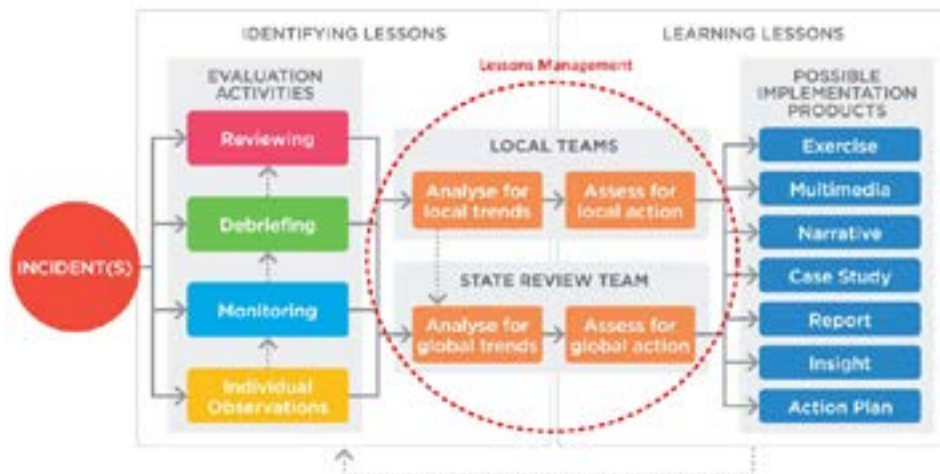 IDENTIFYING LESSONS
LEARNING LESSONS
Lessons Management
EVALUATION
ACTIVITIES
POSSIBLE
IMPLEMENTATION
PRODUCTS
INCIDENT(S)
Reviewing
Debriefing
Monitoring
Individual
Observations
LOCAL TEAMS
Analyse for
local trends
Assess for
local action
STATE REVIEW TEAM
Analyse for
global trends
Assess for
global action
Exercise
Multimedia
Narrative
Case Study
Report
Insight
Action Plan